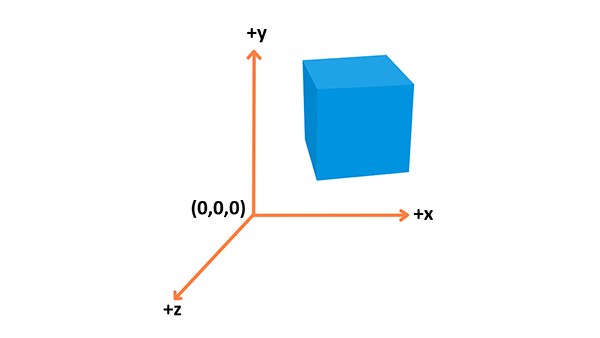 +y
(0,0,0)
+x
+z